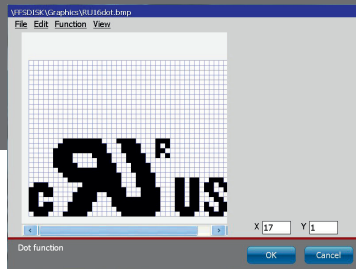 \FFSDISK\Graphics\RU16dot.bmp
File Edit Function View
R
c US
X 17 Y 1
Dot function
OK Cancel